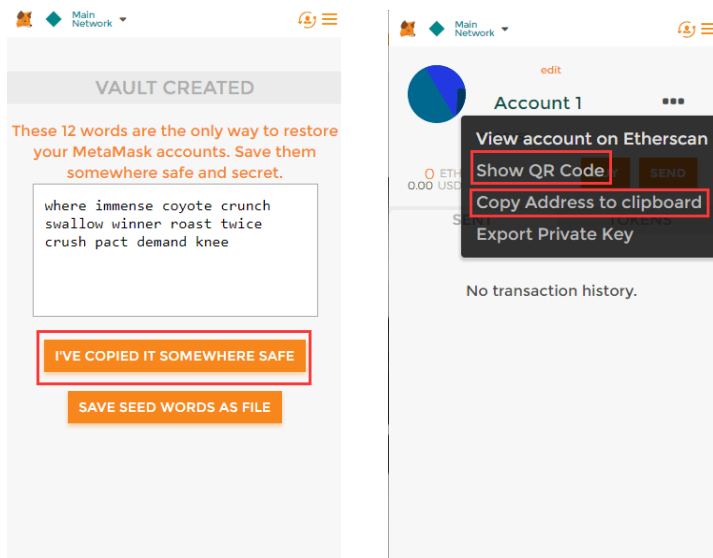 Main
Network
VAULT CREATED
These 12 words are the only way to restore
your MetaMask accounts. Save them
somewhere safe and secret.
where immense coyote crunch
swallow winner roast twice
crush pact demand knee
I'VE COPIED IT SOMEWHERE SAFE
SAVE SEED WORDS AS FILE
Main
Network
edit
Account 1
View account on Etherscan
0 ETH
0.00 USD
Show QR Code
SEND
Copy Address to clipboard
SENT
TOKENS
Export Private Key
No transaction history.